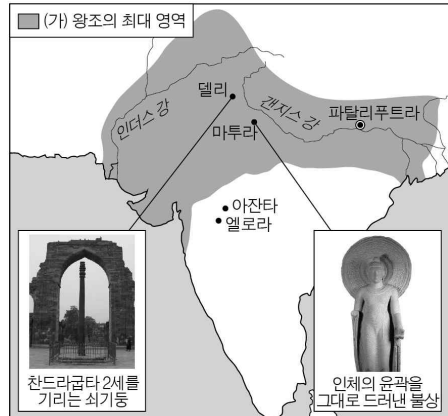 (가) 왕조의 최대 영역
델리
인더스 강
갠지스 강
파탈리푸트라
마투라
아잔타
엘로라
찬드라굽타 2세를
기리는 쇠기둥
인체의 윤곽을
그대로 드러낸 불상